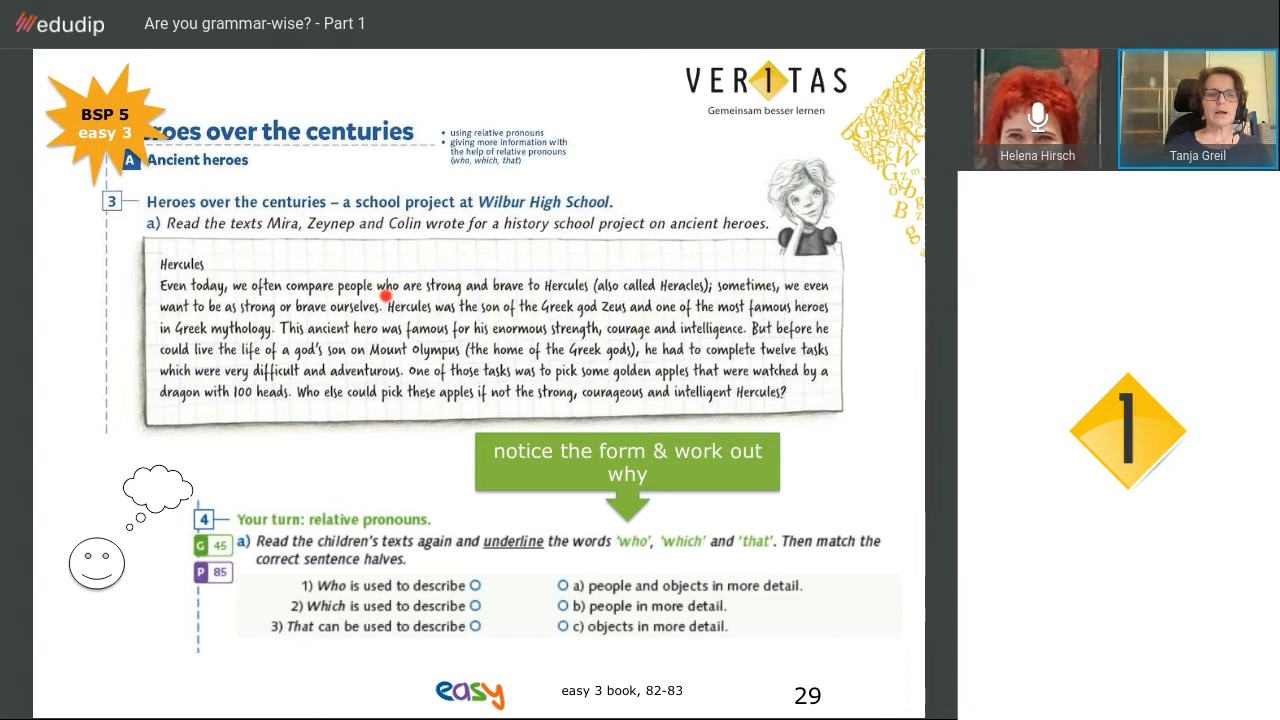 edudip
Are you grammar-wise? - Part 1
BSP 5
easy 3
VERITAS
Gemeinsam besser lernen
roes over the centuries
A Ancient heroes
• using relative pronouns
• giving more information with
the help of relative pronouns
(who, which, that)
3 Heroes over the centuries – a school project at Wilbur High School.
a) Read the texts Mira, Zeynep and Colin wrote for a history school project on ancient heroes.
Hercules
Even today, we often compare people who are strong and brave to Hercules (also called Heracles); sometimes, we even
want to be as strong or brave ourselves. Hercules was the son of the Greek god Zeus and one of the most famous heroes
in Greek mythology. This ancient hero was famous for his enormous strength, courage and intelligence. But before he
could live the life of a god's son on Mount Olympus (the home of the Greek gods), he had to complete twelve tasks
which were very difficult and adventurous. One of those tasks was to pick some golden apples that were watched by a
dragon with 100 heads. Who else could pick these apples if not the strong, courageous and intelligent Hercules?
notice the form & work out
why
4 Your turn: relative pronouns.
G 45
P 85
a) Read the children's texts again and underline the words 'who', 'which' and 'that'. Then match the
correct sentence halves.
1) Who is used to describe
a) people and objects in more detail.
2) Which is used to describe
b) people in more detail.
3) That can be used to describe
c) objects in more detail.
easy
easy 3 book, 82-83
29
Helena Hirsch
Tanja Greil
1